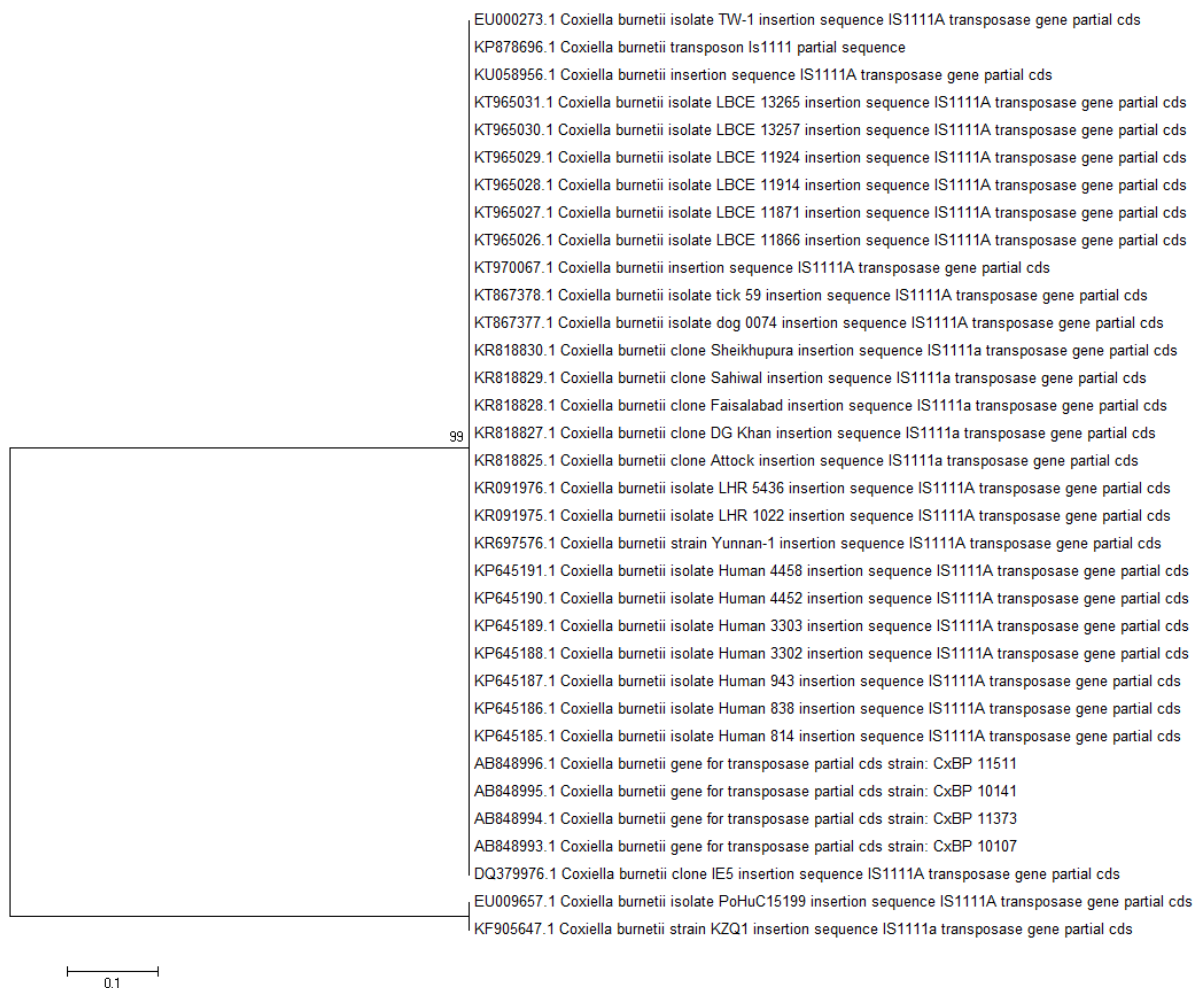 EU000273.1 Coxiella burnetii isolate TW-1 insertion sequence IS1111A transposase gene partial cds
KP878696.1 Coxiella burnetii transposon Is1111 partial sequence
KU058956.1 Coxiella burnetii insertion sequence IS1111A transposase gene partial cds
KT965031.1 Coxiella burnetii isolate LBCE 13265 insertion sequence IS1111A transposase gene partial cds
KT965030.1 Coxiella burnetii isolate LBCE 13257 insertion sequence IS1111A transposase gene partial cds
KT965029.1 Coxiella burnetii isolate LBCE 11924 insertion sequence IS1111A transposase gene partial cds
KT965028.1 Coxiella burnetii isolate LBCE 11914 insertion sequence IS1111A transposase gene partial cds
KT965027.1 Coxiella burnetii isolate LBCE 11871 insertion sequence IS1111A transposase gene partial cds
KT965026.1 Coxiella burnetii isolate LBCE 11866 insertion sequence IS1111A transposase gene partial cds
KT970067.1 Coxiella burnetii insertion sequence IS1111A transposase gene partial cds
KT867378.1 Coxiella burnetii isolate tick 59 insertion sequence IS1111A transposase gene partial cds
KT867377.1 Coxiella burnetii isolate dog 0074 insertion sequence IS1111A transposase gene partial cds
KR818830.1 Coxiella burnetii clone Sheikhupura insertion sequence IS1111a transposase gene partial cds
KR818829.1 Coxiella burnetii clone Sahiwal insertion sequence IS1111a transposase gene partial cds
KR818828.1 Coxiella burnetii clone Faisalabad insertion sequence IS1111a transposase gene partial cds
99 KR818827.1 Coxiella burnetii clone DG Khan insertion sequence IS1111a transposase gene partial cds
KR818825.1 Coxiella burnetii clone Attock insertion sequence IS1111a transposase gene partial cds
KR091976.1 Coxiella burnetii isolate LHR 5436 insertion sequence IS1111A transposase gene partial cds
KR091975.1 Coxiella burnetii isolate LHR 1022 insertion sequence IS1111A transposase gene partial cds
KR697576.1 Coxiella burnetii strain Yunnan-1 insertion sequence IS1111A transposase gene partial cds
KP645191.1 Coxiella burnetii isolate Human 4458 insertion sequence IS1111A transposase gene partial cds
KP645190.1 Coxiella burnetii isolate Human 4452 insertion sequence IS1111A transposase gene partial cds
KP645189.1 Coxiella burnetii isolate Human 3303 insertion sequence IS1111A transposase gene partial cds
KP645188.1 Coxiella burnetii isolate Human 3302 insertion sequence IS1111A transposase gene partial cds
KP645187.1 Coxiella burnetii isolate Human 943 insertion sequence IS1111A transposase gene partial cds
KP645186.1 Coxiella burnetii isolate Human 838 insertion sequence IS1111A transposase gene partial cds
KP645185.1 Coxiella burnetii isolate Human 814 insertion sequence IS1111A transposase gene partial cds
AB848996.1 Coxiella burnetii gene for transposase partial cds strain: CxBP 11511
AB848995.1 Coxiella burnetii gene for transposase partial cds strain: CxBP 10141
AB848994.1 Coxiella burnetii gene for transposase partial cds strain: CxBP 11373
AB848993.1 Coxiella burnetii gene for transposase partial cds strain: CxBP 10107
DQ379976.1 Coxiella burnetii clone IE5 insertion sequence IS1111A transposase gene partial cds
EU009657.1 Coxiella burnetii isolate PoHuC15199 insertion sequence IS1111A transposase gene partial cds
KF905647.1 Coxiella burnetii strain KZQ1 insertion sequence IS1111a transposase gene partial cds
0.1